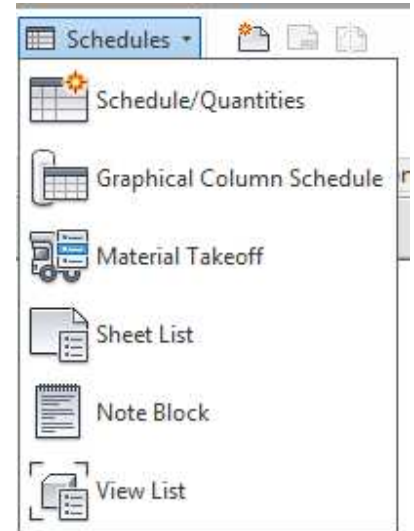 Schedules
Schedule/Quantities
Graphical Column Schedule
Material Takeoff
Sheet List
Note Block
View List